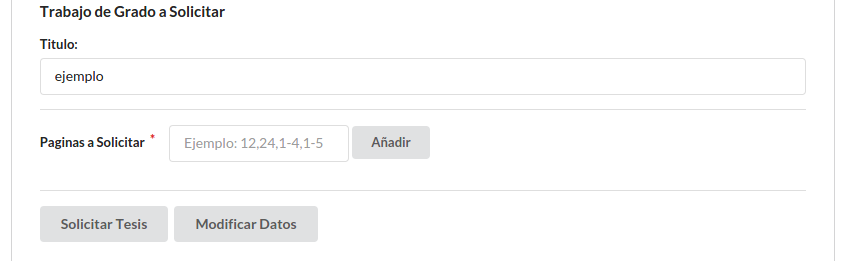 Trabajo de Grado a Solicitar
Titulo:
ejemplo
Paginas a Solicitar * Ejemplo: 12,24,1-4,1-5 Añadir
Solicitar Tesis Modificar Datos